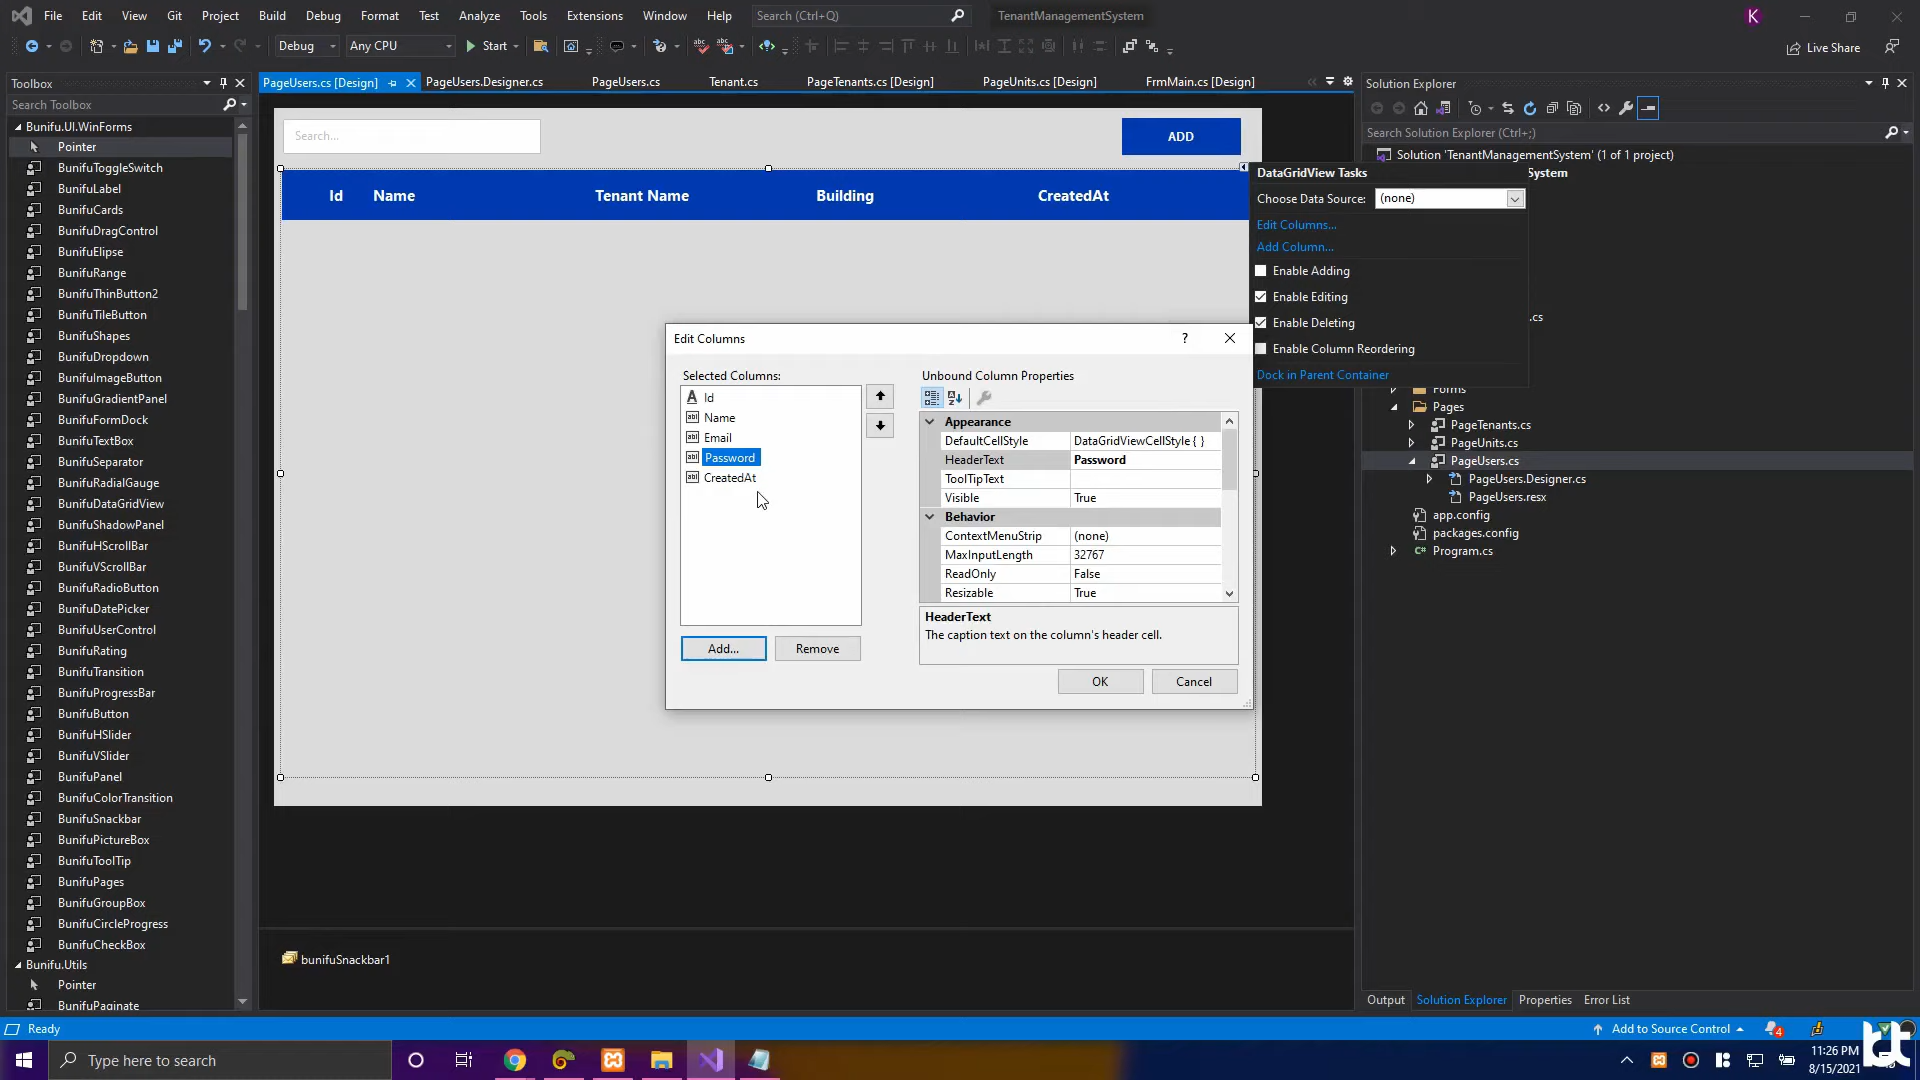 File Edit View Git Project Build Debug Format Test Analyze Tools Extensions Window Help Search (Ctrl+Q) TenantManagementSystem K
Debug Any CPU Start Live Share
Toolbox
Search Toolbox
Bunifu.UI.WinForms
Pointer
BunifuToggleSwitch
BunifuLabel
BunifuCards
BunifuDragControl
BunifuElipse
BunifuRange
BunifuThinButton2
BunifuTileButton
BunifuShapes
BunifuDropdown
BunifuImageButton
BunifuGradientPanel
BunifuFormDock
BunifuTextBox
BunifuSeparator
BunifuRadialGauge
BunifuDataGridView
BunifuShadowPanel
BunifuHScrollBar
BunifuVScrollBar
BunifuRadioButton
BunifuDatePicker
BunifuUserControl
BunifuRating
BunifuTransition
BunifuProgressBar
BunifuButton
BunifuHSlider
BunifuVSlider
BunifuPanel
BunifuColorTransition
BunifuSnackbar
BunifuPictureBox
BunifuToolTip
BunifuPages
BunifuGroupBox
BunifuCircleProgress
BunifuCheckBox
Bunifu.Utils
Pointer
BunifuPaginate
PageUsers.cs [Design] PageUsers.Designer.cs PageUsers.cs Tenant.cs PageTenants.cs [Design] PageUnits.cs [Design] FrmMain.cs [Design]
Search... ADD
Id Name Tenant Name Building CreatedAt
DataGridView Tasks
Choose Data Source: (none)
Edit Columns...
Add Column...
Enable Adding
Enable Editing
Enable Deleting
Enable Column Reordering
Dock in Parent Container
Edit Columns ?
Selected Columns:
Id
Name
Email
Password
CreatedAt
Add... Remove
Unbound Column Properties
Appearance
DefaultCellStyle DataGridViewCellStyle { }
HeaderText Password
ToolTipText
Visible True
Behavior
ContextMenuStrip (none)
MaxInputLength 32767
ReadOnly False
Resizable True
HeaderText
The caption text on the column's header cell.
OK Cancel
bunifuSnackbar1
Solution Explorer
Search Solution Explorer (Ctrl+;)
Solution 'TenantManagementSystem' (1 of 1 project)
System
.cs
Forms
Pages
PageTenants.cs
PageUnits.cs
PageUsers.cs
PageUsers.Designer.cs
PageUsers.resx
app.config
packages.config
C# Program.cs
Output Solution Explorer Properties Error List
Ready Add to Source Control 4
Type here to search
11:26 PM
8/15/2021